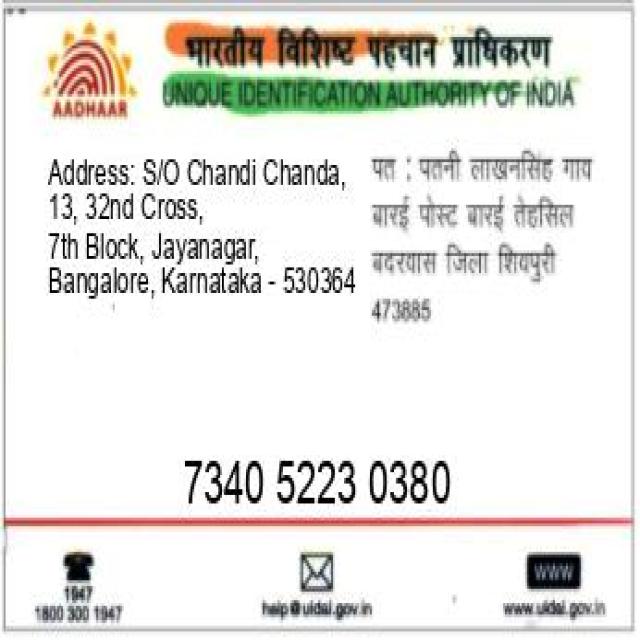 भारतीय विशिष्ट पहचान प्राधिकरण
AADHAAR
UNIQUE IDENTIFICATION AUTHORITY OF INDIA
Address: S/O Chandi Chanda,
13, 32nd Cross,
7th Block, Jayanagar,
Bangalore, Karnataka - 530364
पत : पतनी लाखनसिंह गाय
बारई पोस्ट बारई तेहसिल
बदरवास जिला शिवपुरी
473885
7340 5223 0380
1947
1800 300 1947
help@uidai.gov.in
www
www.uidai.gov.in